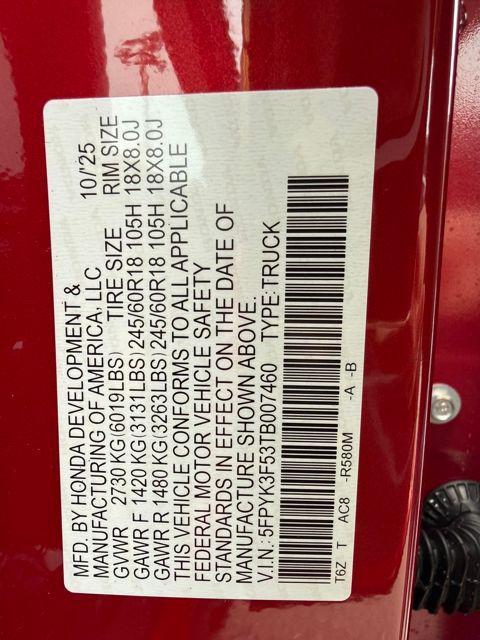 MFD. BY HONDA DEVELOPMENT &
MANUFACTURING OF AMERICA, LLC 10/'25
GVWR 2730 KG (6019LBS) TIRE SIZE RIM SIZE
GAWR F 1420 KG (3131LBS) 245/60R18 105H 18X8.0J
GAWR R 1480 KG (3263LBS) 245/60R18 105H 18X8.0J
THIS VEHICLE CONFORMS TO ALL APPLICABLE
FEDERAL MOTOR VEHICLE SAFETY
STANDARDS IN EFFECT ON THE DATE OF
MANUFACTURE SHOWN ABOVE.
V.I.N: 5FPYK3F53TB007460 TYPE:TRUCK
T6Z T AC8 -R580M -A -B